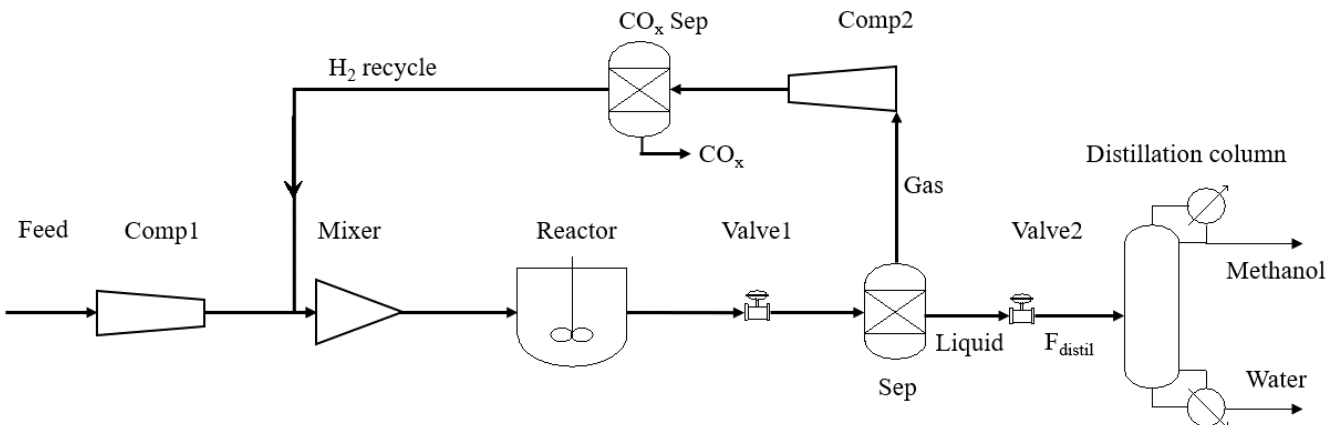 COₓ Sep
Comp2
H₂ recycle
COₓ
Distillation column
Gas
Feed
Comp1
Mixer
Reactor
Valve1
Valve2
Methanol
Liquid
F_distil
Sep
Water